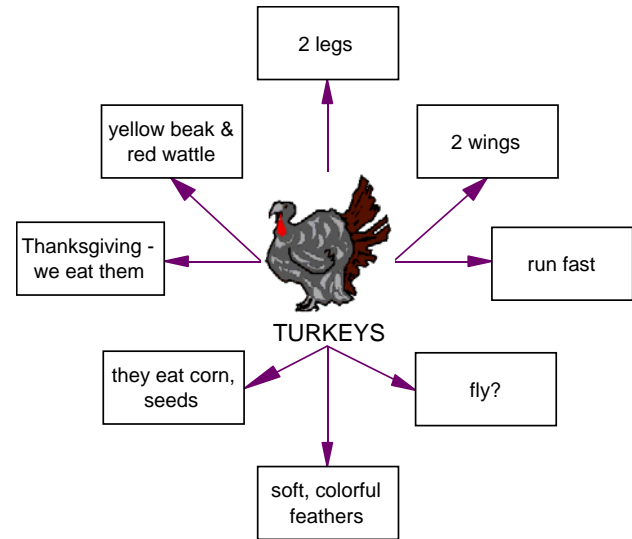 2 legs
yellow beak &
red wattle
2 wings
Thanksgiving -
we eat them
run fast
TURKEYS
they eat corn,
seeds
fly?
soft, colorful
feathers